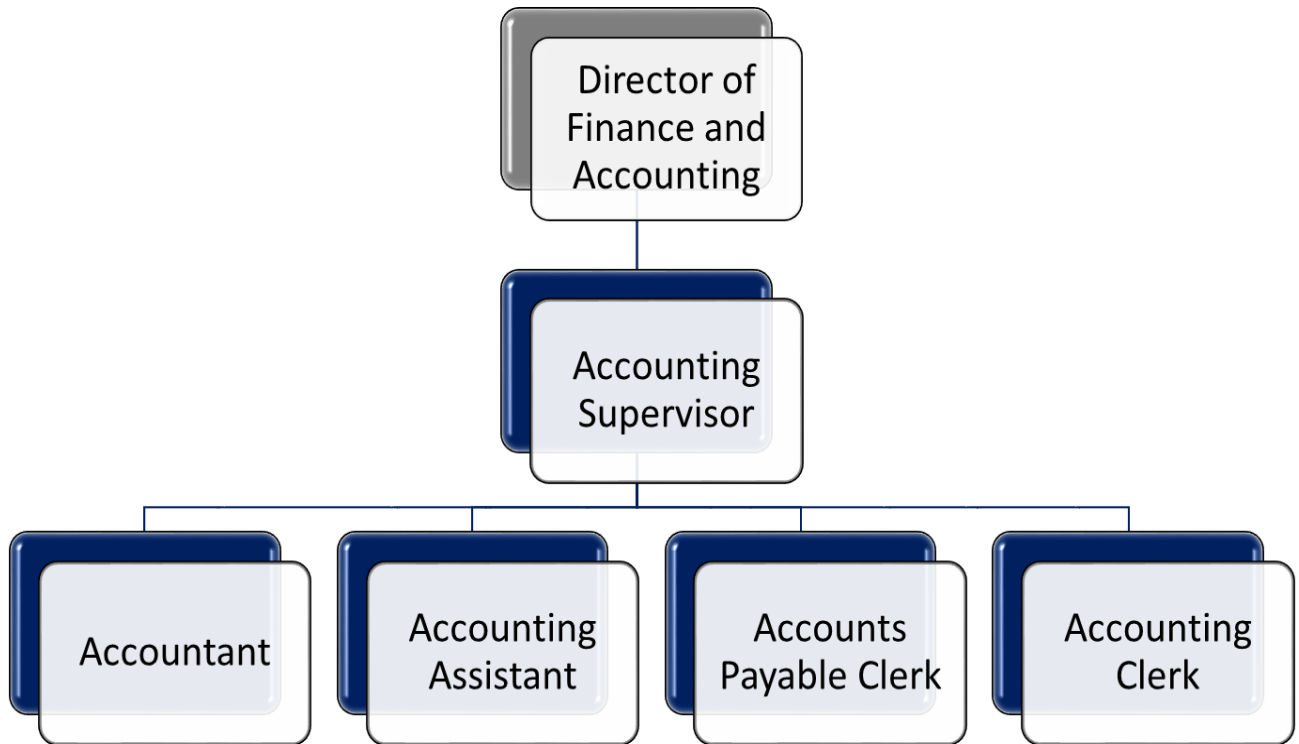 Director of
Finance and
Accounting
Accounting
Supervisor
Accountant
Accounting
Assistant
Accounts
Payable Clerk
Accounting
Clerk